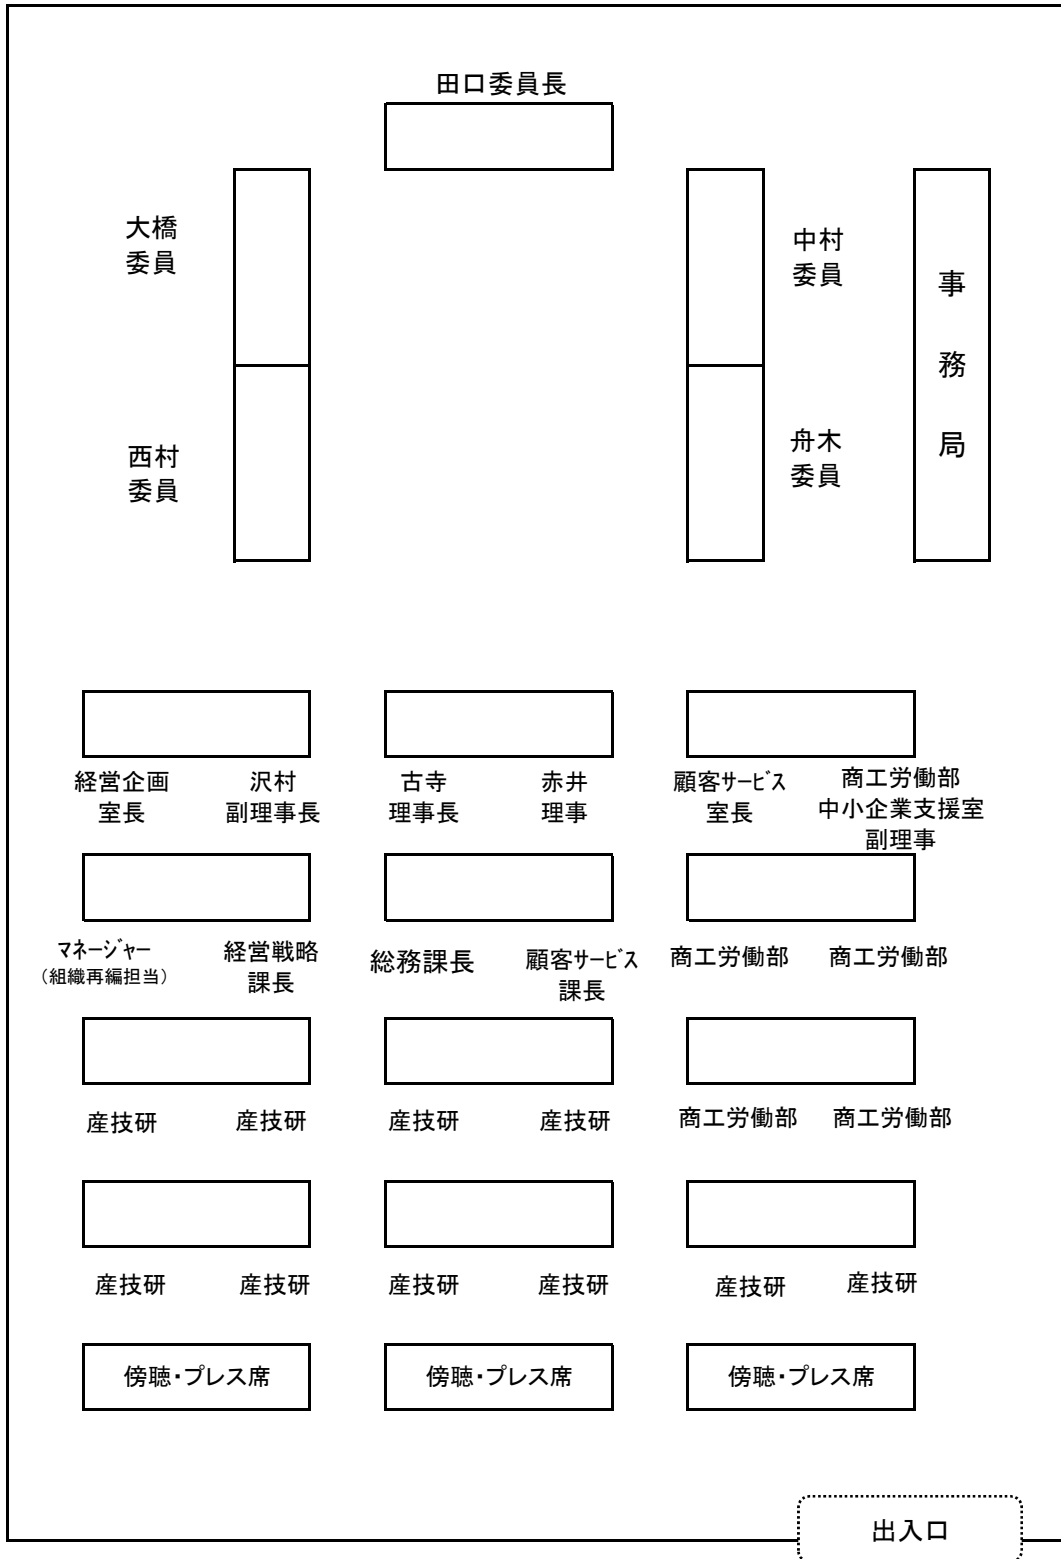 田口委員長
大橋
委員
中村
委員
事
務
局
西村
委員
舟木
委員
経営企画
室長
沢村
副理事長
古寺
理事長
赤井
理事
顧客サービス
室長
商工労働部
中小企業支援室
副理事
マネージャー
（組織再編担当）
経営戦略
課長
総務課長
顧客サービス
課長
商工労働部
商工労働部
産技研
産技研
産技研
産技研
商工労働部
商工労働部
産技研
産技研
産技研
産技研
産技研
産技研
傍聴・プレス席
傍聴・プレス席
傍聴・プレス席
出入口